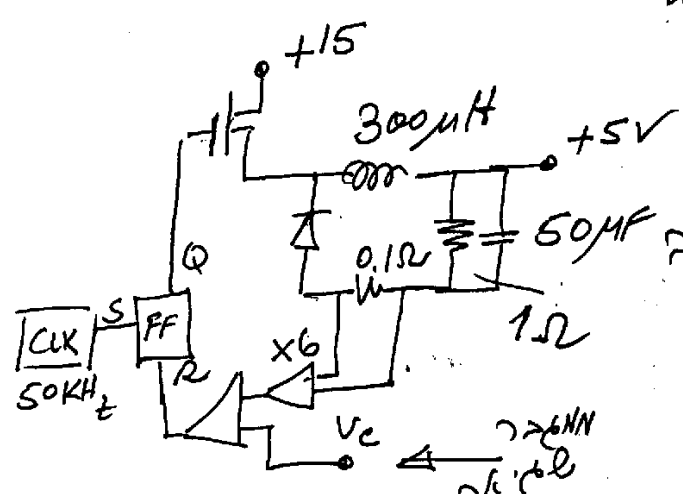 +15
300μH
+5V
50μF
0.1Ω
1Ω
Q
S
FF
CLK
50KHz
R
x6
Vc